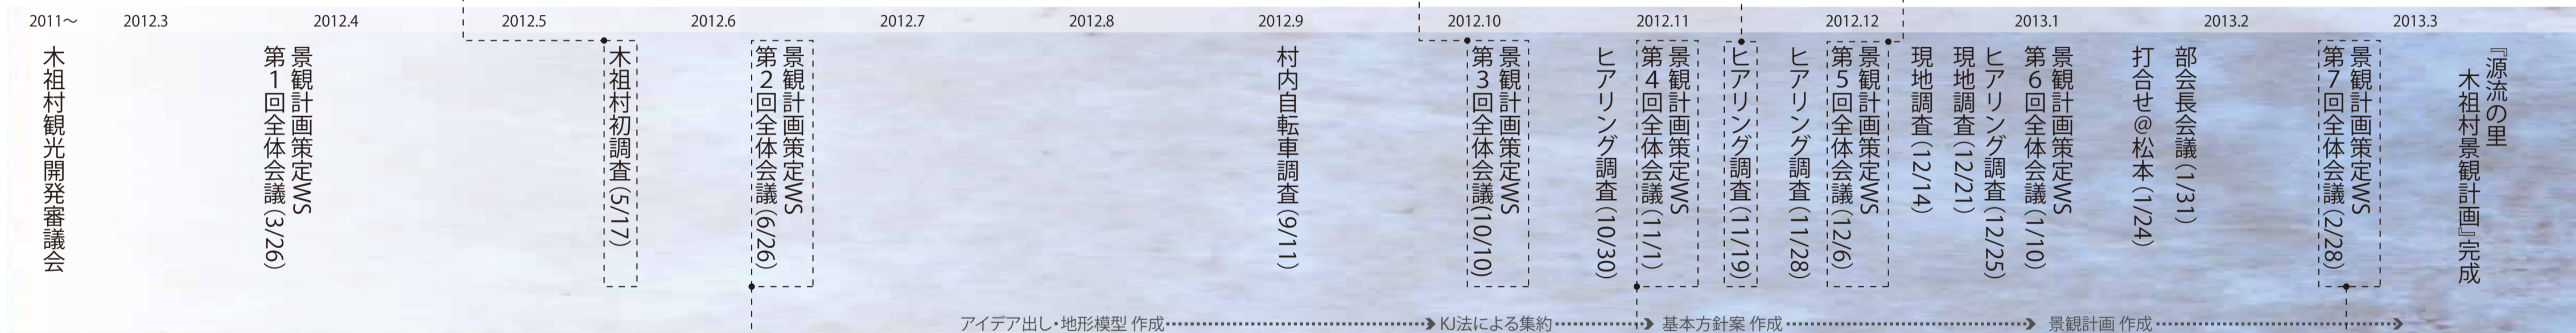 2011〜
2012.3
2012.4
2012.5
2012.6
2012.7
2012.8
2012.9
2012.10
2012.11
2012.12
2013.1
2013.2
2013.3
木祖村観光開発審議会
景観計画策定WS
第1回全体会議(3/26)
木祖村初調査(5/17)
景観計画策定WS
第2回全体会議(6/26)
村内自転車調査(9/11)
景観計画策定WS
第3回全体会議(10/10)
ヒアリング調査(10/30)
景観計画策定WS
第4回全体会議(11/1)
ヒアリング調査(11/19)
ヒアリング調査(11/28)
景観計画策定WS
第5回全体会議(12/6)
現地調査(12/14)
現地調査(12/21)
ヒアリング調査(12/25)
景観計画策定WS
第6回全体会議(1/10)
打合せ@松本(1/24)
部会長会議(1/31)
景観計画策定WS
第7回全体会議(2/28)
『源流の里
木祖村景観計画』完成
アイデア出し・地形模型 作成
KJ法による集約
基本方針案 作成
景観計画 作成